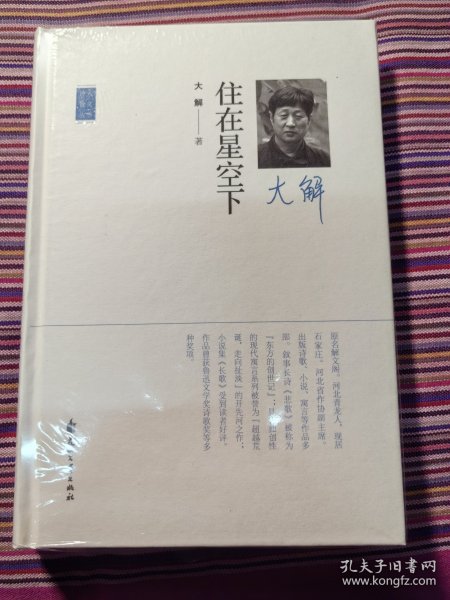 住在星空下
大解——著
大解
原名解文阁,河北青龙人,现居
石家庄。河北省作协副主席。
出版诗歌、小说、寓言等作品多
部。叙事长诗《悲歌》被称为
“东方的创世记”;
的现代寓言系列被誉为“超越荒
诞,走向征战”的开先河之作;
小说集《长歌》受到读者好评。
作品曾获鲁迅文学奖诗歌奖等多
种奖项。
出版社
孔夫子旧书网
www.kongfz.com